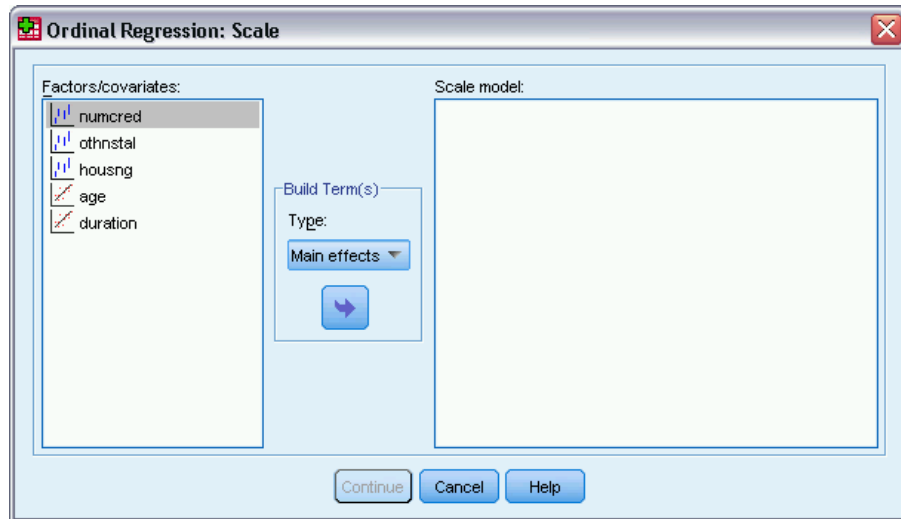 Ordinal Regression: Scale
Factors/covariates:
numcred
othnstal
housng
age
duration
Build Term(s)
Type:
Main effects
Scale model:
Continue
Cancel
Help